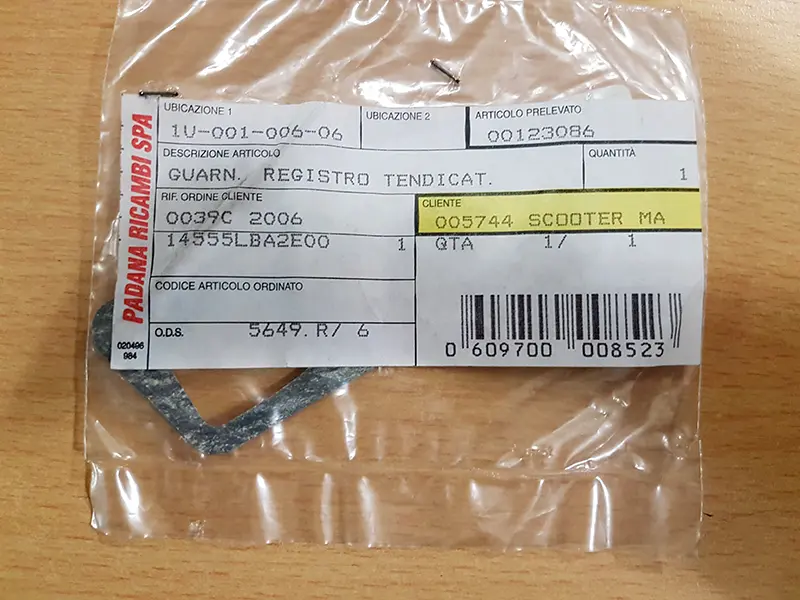 PADANA RICAMBI SPA
020496
984
UBICAZIONE 1
1U-001-006-06
UBICAZIONE 2
ARTICOLO PRELEVATO
00123086
DESCRIZIONE ARTICOLO
GUARN. REGISTRO TENDICAT.
QUANTITÀ
1
RIF. ORDINE CLIENTE
0039C 2006
CLIENTE
005744 SCOOTER MA
14555LBA2E00 1 QTA 1/ 1
CODICE ARTICOLO ORDINATO
O.D.S. 5649.R/ 6
0 609700 008523